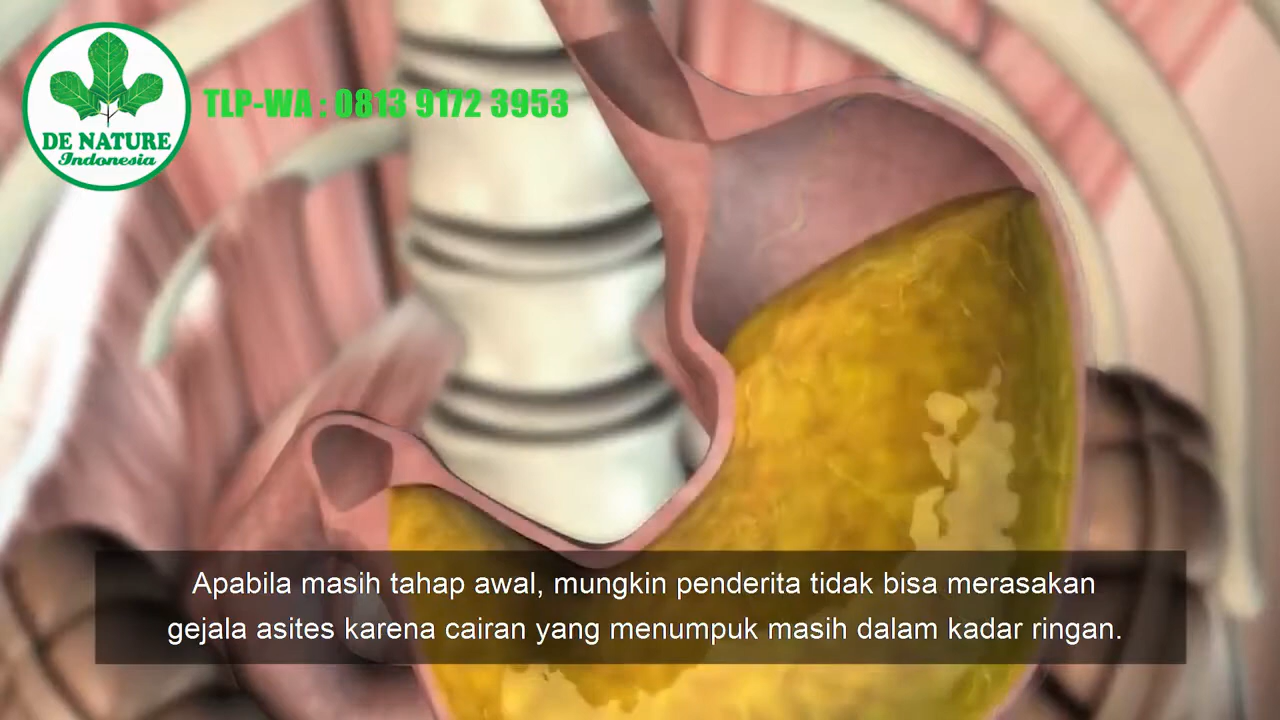 DE NATURE
Indonesia
TLP-WA : 0813 9172 3953
Apabila masih tahap awal, mungkin penderita tidak bisa merasakan
gejala asites karena cairan yang menumpuk masih dalam kadar ringan.